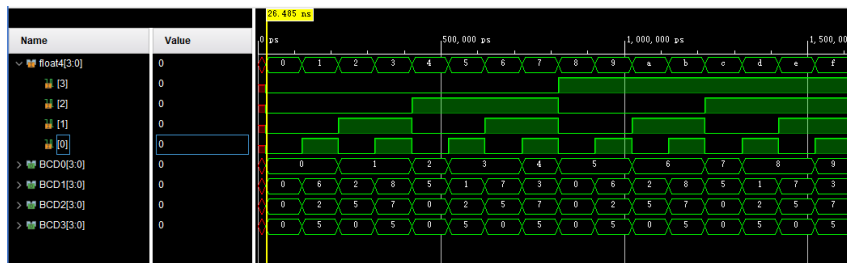 26.405 ns
Name Value 0 ps 500,000 ps 1,000,000 ps 1,500,0
float4[3:0] 0 0 1 2 3 4 5 6 7 8 9 a b c d e f
[3] 0
[2] 0
[1] 0
[0] 0
BCD0[3:0] 0 0 1 2 3 4 5 6 7 8 9
BCD1[3:0] 0 0 6 2 8 5 1 7 3 0 6 2 8 5 1 7 3
BCD2[3:0] 0 0 2 5 7 0 2 5 7 0 2 5 7 0 2 5 7
BCD3[3:0] 0 0 5 0 5 0 5 0 5 0 5 0 5 0 5 0 5